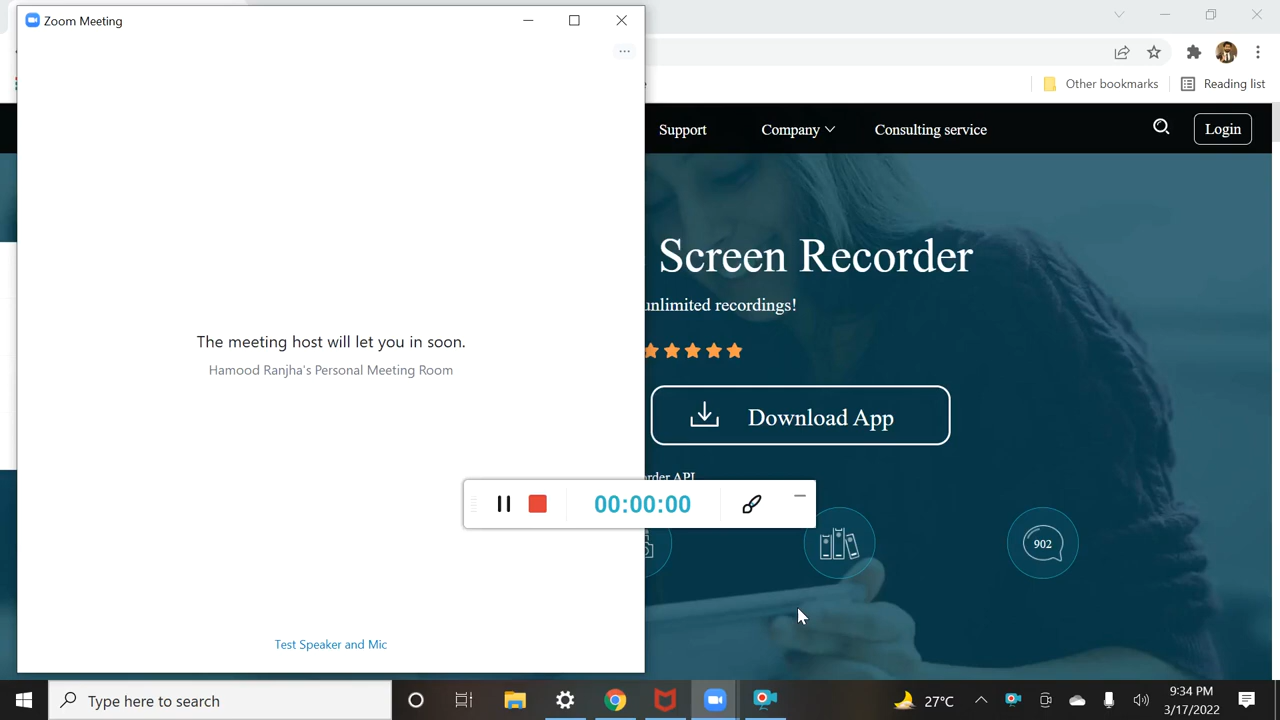 Zoom Meeting
...
The meeting host will let you in soon.
Hamood Ranjha's Personal Meeting Room
Test Speaker and Mic
Other bookmarks
Reading list
Support
Company
Consulting service
Login
Screen Recorder
unlimited recordings!
Download App
API
00:00:00
902
Type here to search
27°C
9:34 PM
3/17/2022